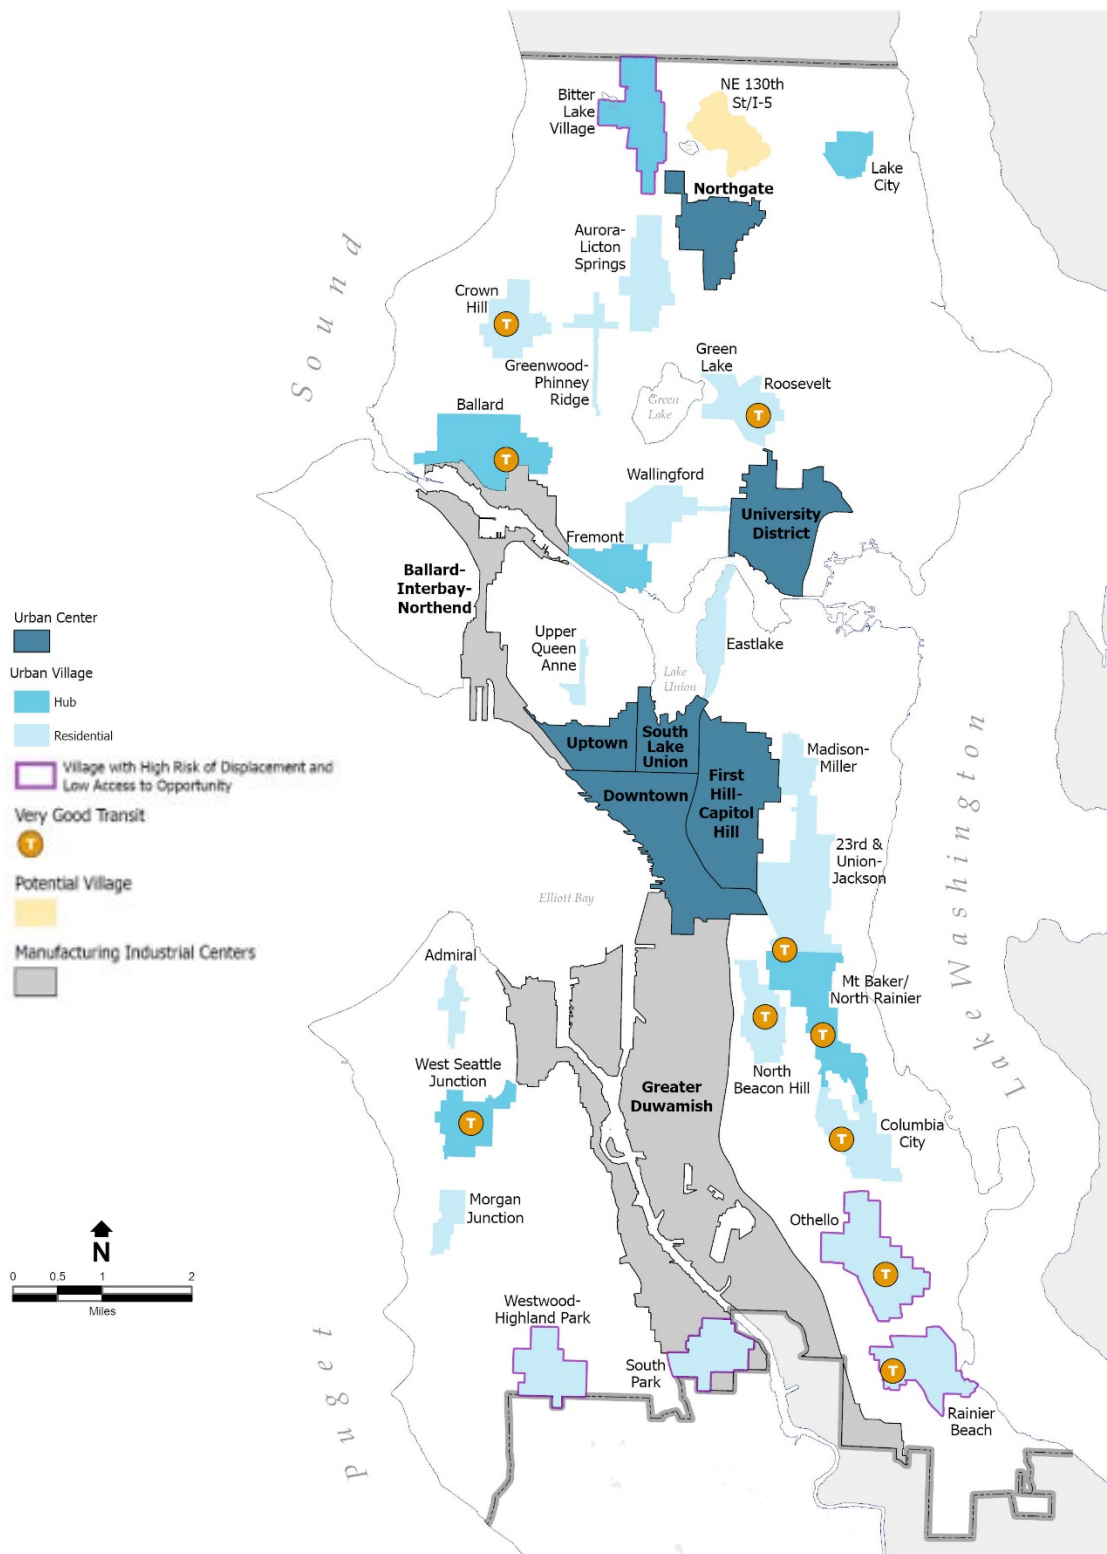 NE 130th
St/I-5
Bitter
Lake
Village
Lake
City
Northgate
Aurora-
Licton
Springs
Sound
Crown
Hill
T
Greenwood-
Phinney
Ridge
Green
Lake
Roosevelt
T
Green
Lake
Ballard
T
Wallingford
University
District
Fremont
Ballard-
Interbay-
Northend
Urban Center
Urban Village
Hub
Residential
Village with High Risk of Displacement and
Low Access to Opportunity
Very Good Transit
T
Potential Village
Manufacturing Industrial Centers
Upper
Queen
Anne
Eastlake
Lake
Union
Uptown
South
Lake
Union
Madison-
Miller
First
Hill-
Capitol
Hill
Downtown
23rd &
Union-
Jackson
Lake Washington
Elliott Bay
Admiral
T
Mt Baker/
North Rainier
T
T
North
Beacon Hill
West Seattle
Junction
T
Greater
Duwamish
Columbia
City
T
Morgan
Junction
Othello
T
N
0 0.5 1 2
Miles
Westwood-
Highland Park
South
Park
T
Rainier
Beach
Puget